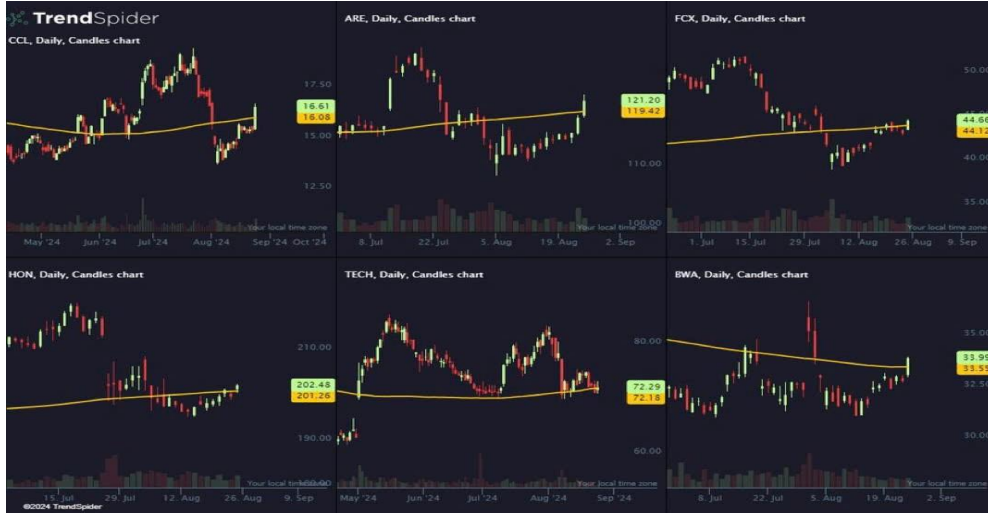 TrendSpider
CCL, Daily, Candles chart
17.50
16.61
16.08
15.00
12.50
Your local time zone
May '24 Jun '24 Jul '24 Aug '24 Sep '24 Oct '24
ARE, Daily, Candles chart
121.20
119.42
110.00
100.00
Your local time zone
8. Jul 22. Jul 5. Aug 19. Aug 2. Sep
FCX, Daily, Candles chart
50.00
44.66
44.12
40.00
35.00
Your local time zone
1. Jul 15. Jul 29. Jul 12. Aug 26. Aug 9. Sep
HON, Daily, Candles chart
210.00
202.48
201.26
190.00
Your local time zone
15. Jul 29. Jul 12. Aug 26. Aug 9. Sep
©2024 TrendSpider
TECH, Daily, Candles chart
80.00
72.29
72.18
60.00
Your local time zone
May '24 Jun '24 Jul '24 Aug '24 Sep '24
BWA, Daily, Candles chart
35.00
33.99
33.55
32.50
30.00
Your local time zone
8. Jul 22. Jul 5. Aug 19. Aug 2. Sep